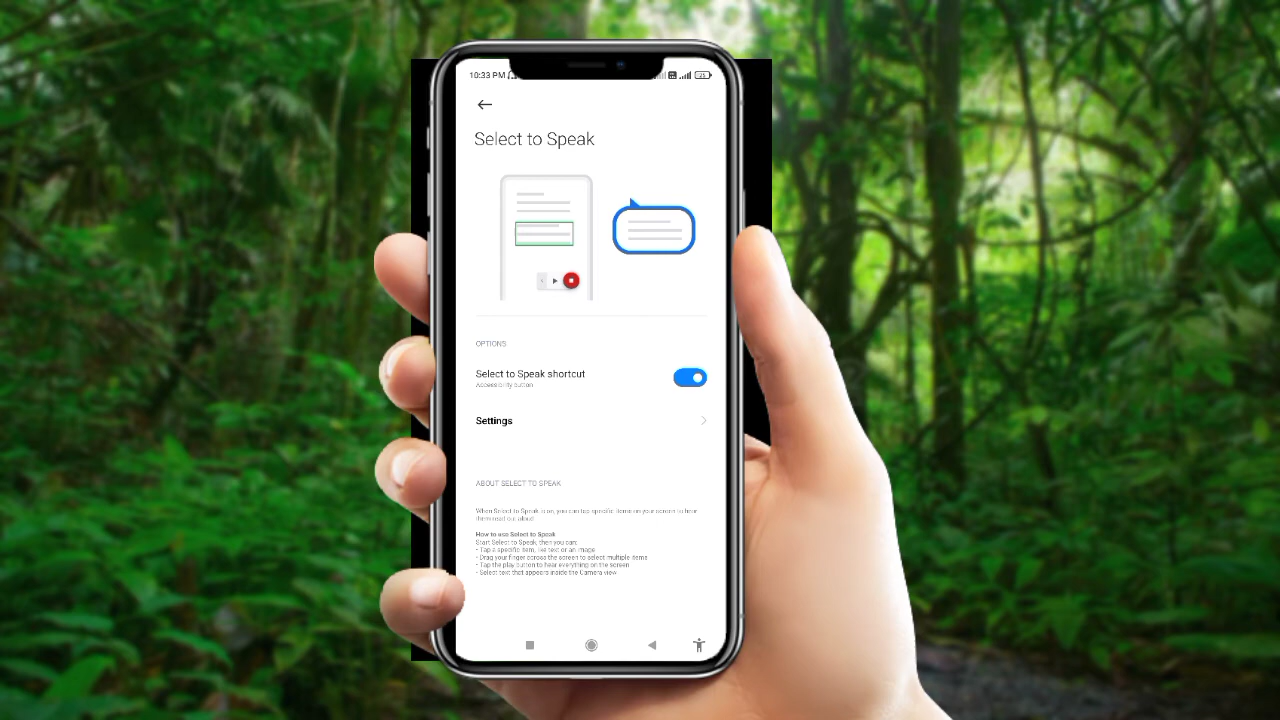 10:33 PM
25
Select to Speak
OPTIONS
Select to Speak shortcut
Accessibility button
Settings
ABOUT SELECT TO SPEAK
When Select to Speak is on, you can tap specific items on your screen to hear
them read out aloud
How to use Select to Speak
Start Select to Speak then you can:
• Tap a specific item, like text or an image
• Drag your finger across the screen to select multiple items
• Tap the play button to hear everything on the screen
• Select text that appears inside the Camera view